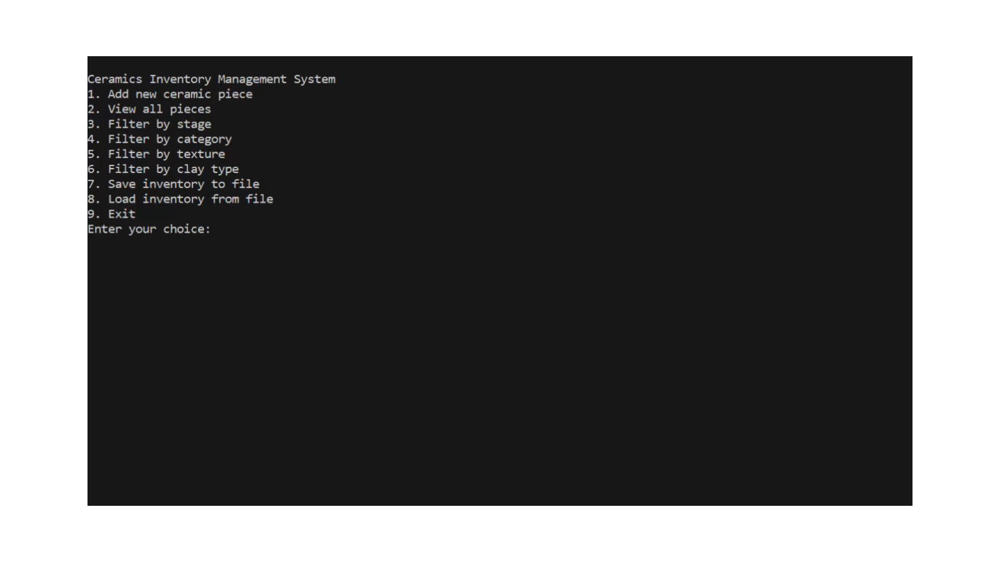 Ceramics Inventory Management System
1. Add new ceramic piece
2. View all pieces
3. Filter by stage
4. Filter by category
5. Filter by texture
6. Filter by clay type
7. Save inventory to file
8. Load inventory from file
9. Exit
Enter your choice: